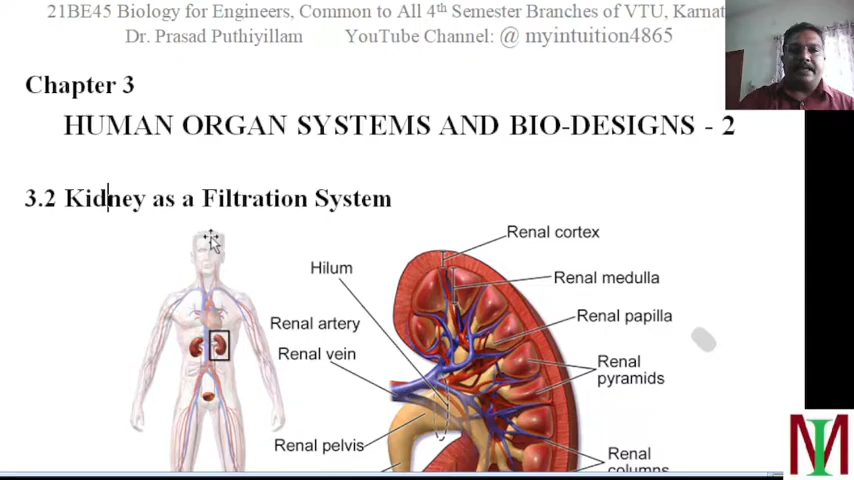 21BE45 Biology for Engineers, Common to All 4th Semester Branches of VTU, Karnat
Dr. Prasad Puthiyillam YouTube Channel: @ myintuition4865
Chapter 3
HUMAN ORGAN SYSTEMS AND BIO-DESIGNS - 2
3.2 Kidney as a Filtration System
Renal cortex
Hilum
Renal medulla
Renal artery
Renal papilla
Renal vein
Renal
pyramids
Renal pelvis
Renal
columns
M
I